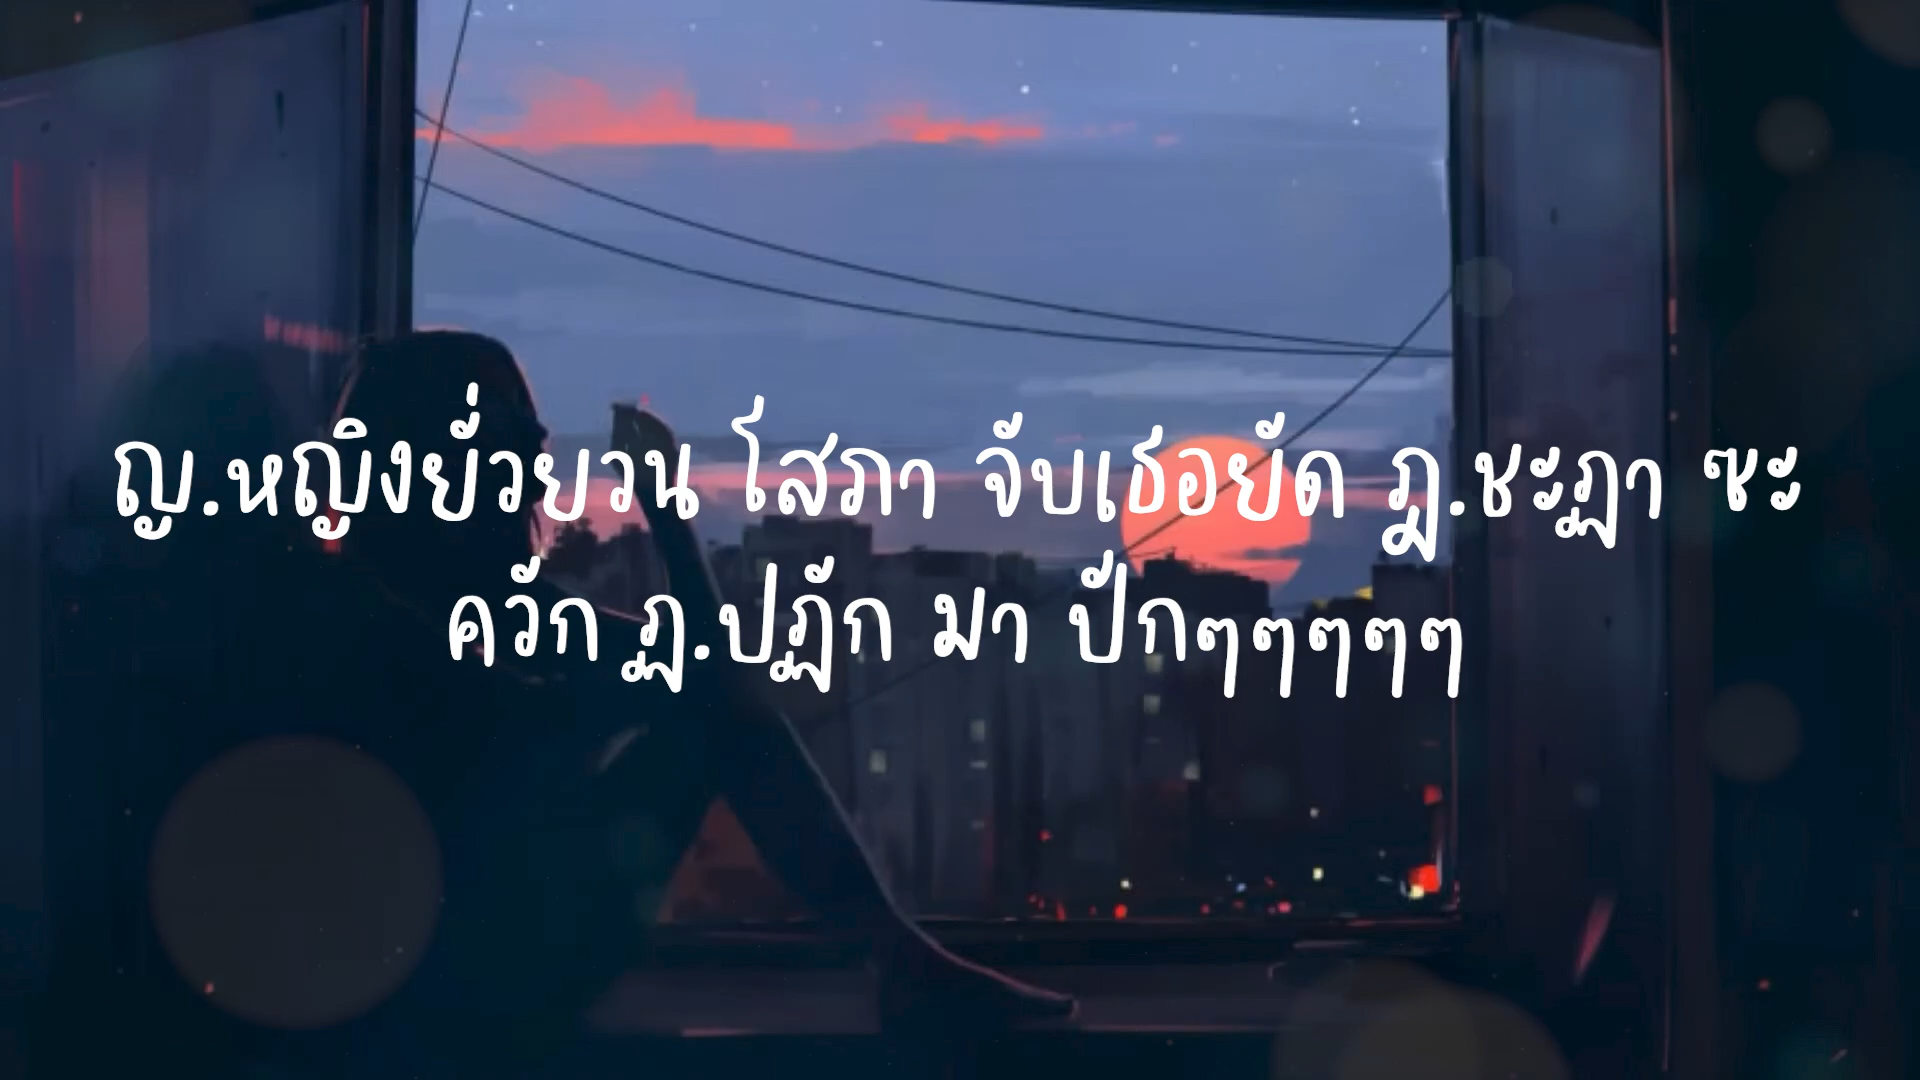 ญ.หญิงยั่วยวน โสภา จับเธอยัด ฎ.ชะฏา ซะ
ควัก ฏ.ปฏัก มา ปักๆๆๆๆๆ